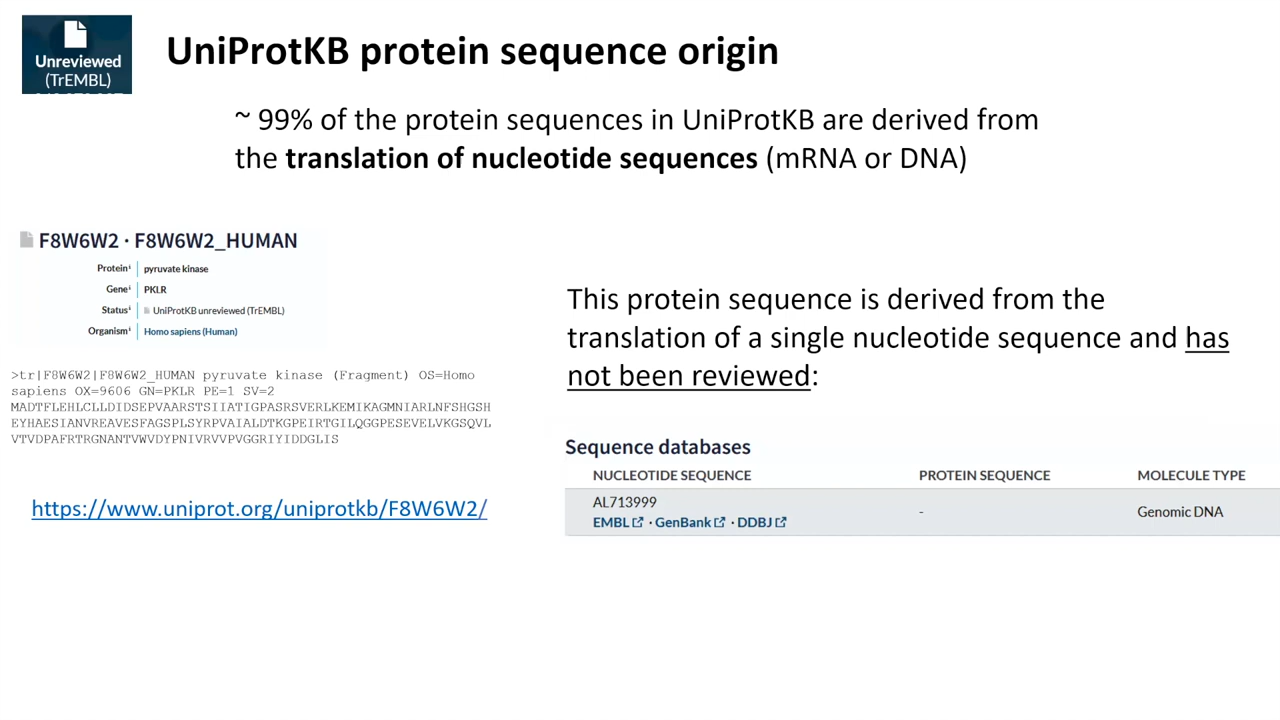 Unreviewed
(TrEMBL)
UniProtKB protein sequence origin
~ 99% of the protein sequences in UniProtKB are derived from
the translation of nucleotide sequences (mRNA or DNA)
F8W6W2 · F8W6W2_HUMAN
Proteinⁱ pyruvate kinase
Geneⁱ PKLR
Statusⁱ UniProtKB unreviewed (TrEMBL)
Organismⁱ Homo sapiens (Human)
>tr|F8W6W2|F8W6W2_HUMAN pyruvate kinase (Fragment) OS=Homo
sapiens OX=9606 GN=PKLR PE=1 SV=2
MADTFLEHLCLLDIDSEPVAARSTSIIATIGPASRSVERLKEMIKAGMNIARLNFSHGSH
EYHAESIANVREAVESFAGSPLSYRPVAIALDTKGPEIRTGILQGGPESEVELVKGSQVL
VTVDPAFRTRGNANTVWVDYPNIVRVVPVGGRIYIDDGLIS
https://www.uniprot.org/uniprotkb/F8W6W2/
This protein sequence is derived from the
translation of a single nucleotide sequence and has
not been reviewed:
Sequence databases
NUCLEOTIDE SEQUENCE PROTEIN SEQUENCE MOLECULE TYPE
AL713999
EMBL · GenBank · DDBJ - Genomic DNA